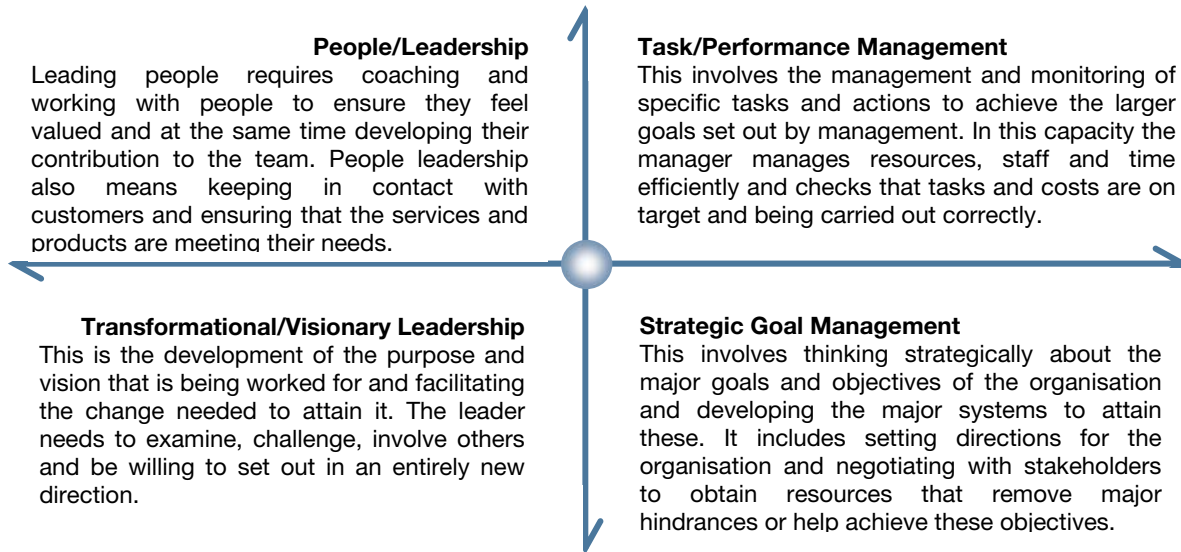 People/Leadership
Leading people requires coaching and
working with people to ensure they feel
valued and at the same time developing their
contribution to the team. People leadership
also means keeping in contact with
customers and ensuring that the services and
products are meeting their needs.
Task/Performance Management
This involves the management and monitoring of
specific tasks and actions to achieve the larger
goals set out by management. In this capacity the
manager manages resources, staff and time
efficiently and checks that tasks and costs are on
target and being carried out correctly.
Transformational/Visionary Leadership
This is the development of the purpose and
vision that is being worked for and facilitating
the change needed to attain it. The leader
needs to examine, challenge, involve others
and be willing to set out in an entirely new
direction.
Strategic Goal Management
This involves thinking strategically about the
major goals and objectives of the organisation
and developing the major systems to attain
these. It includes setting directions for the
organisation and negotiating with stakeholders
to obtain resources that remove major
hindrances or help achieve these objectives.